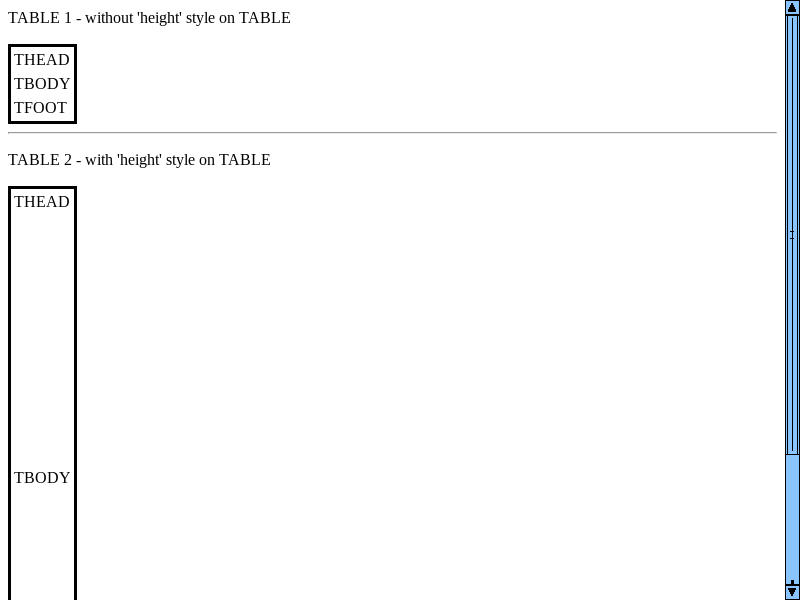 TABLE 1 - without 'height' style on TABLE
THEAD
TBODY
TFOOT
TABLE 2 - with 'height' style on TABLE
THEAD
TBODY